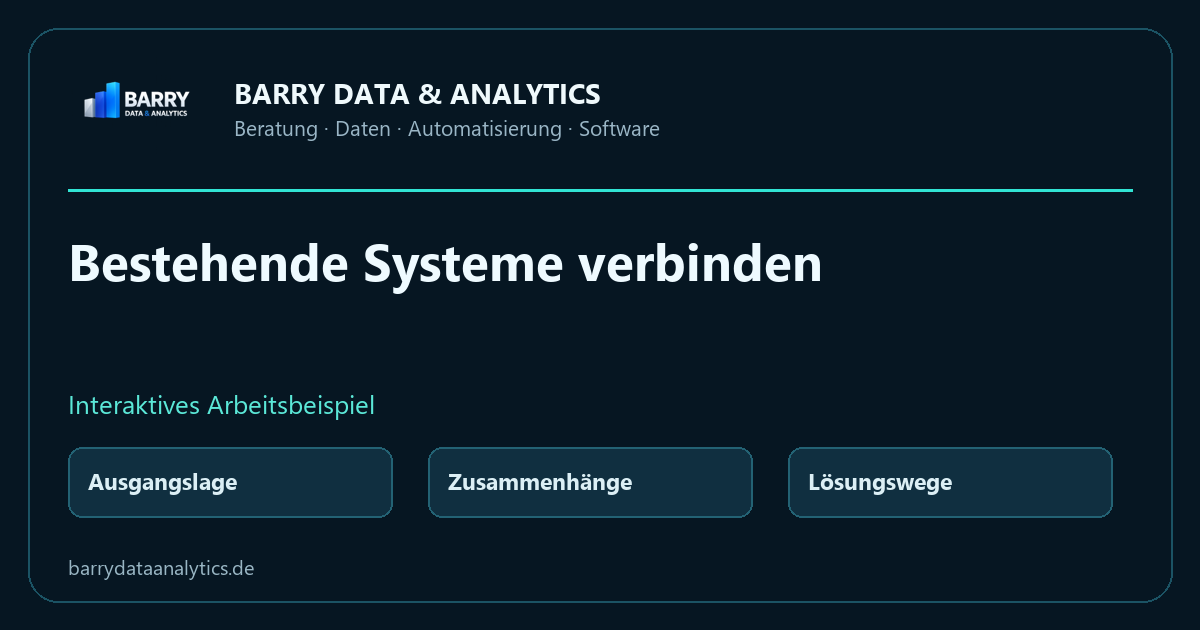 BARRY
DATA & ANALYTICS
BARRY DATA & ANALYTICS
Beratung · Daten · Automatisierung · Software
Bestehende Systeme verbinden
Interaktives Arbeitsbeispiel
Ausgangslage
Zusammenhänge
Lösungswege
barrydataanalytics.de